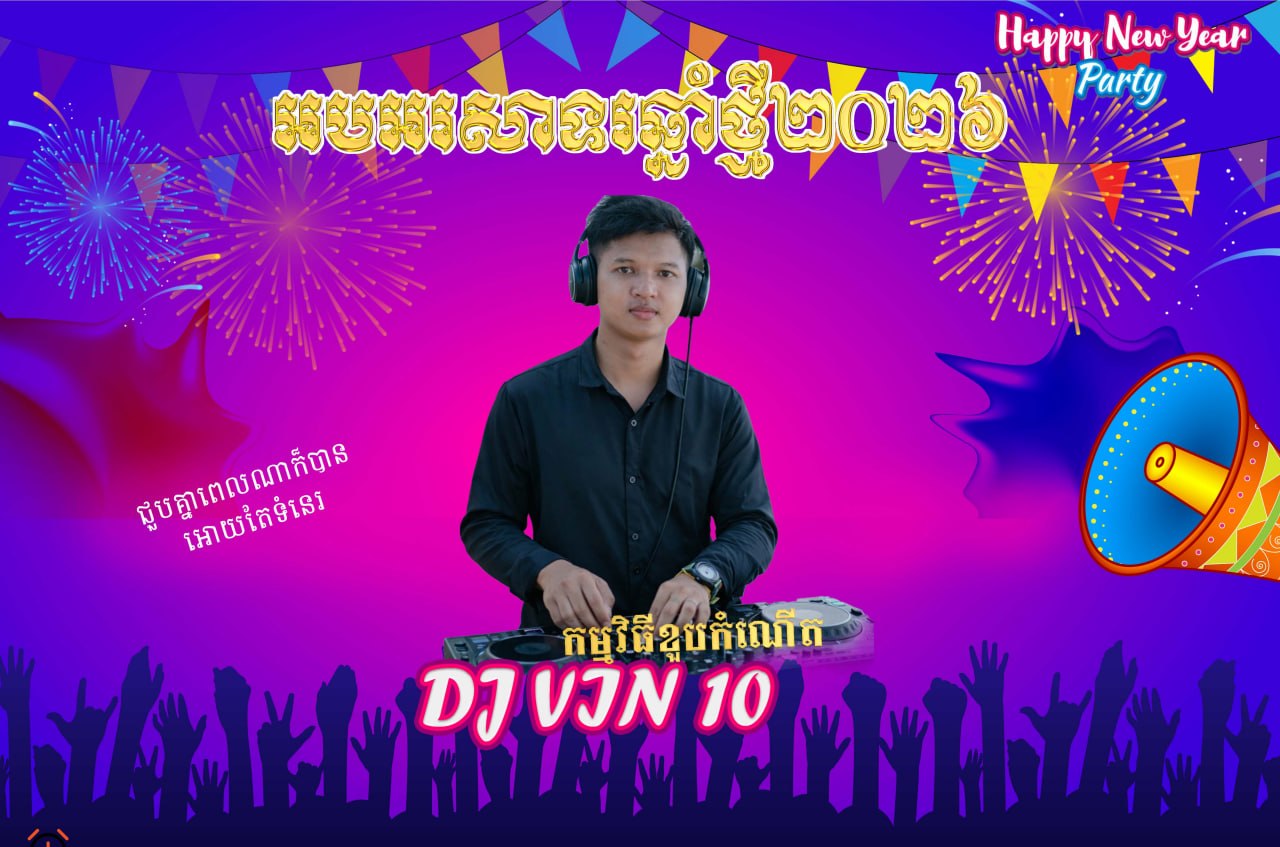 Happy New Year
Party
អបអរសាទរឆ្នាំថ្មី២០២៦
ជួបគ្នាពេលណាក៏បាន
អោយតែទំនេរ
កម្មវិធីខួបកំណើត
DJ VIN 10